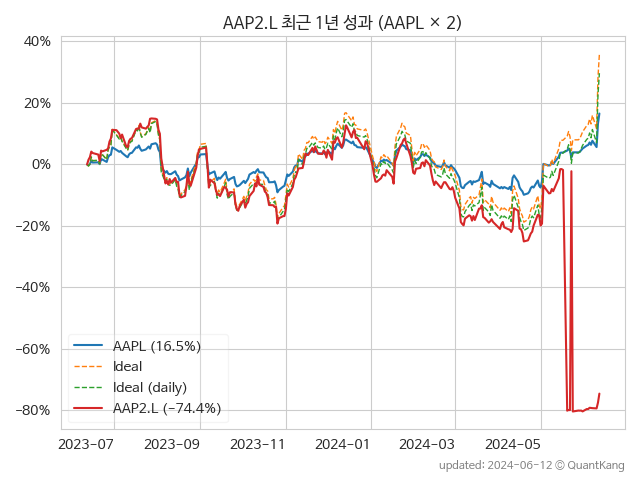 AAP2.L 최근 1년 성과 (AAPL × 2)
40%
20%
0%
−20%
−40%
−60%
−80%
AAPL (16.5%)
Ideal
Ideal (daily)
AAP2.L (−74.4%)
2023-07
2023-09
2023-11
2024-01
2024-03
2024-05
updated: 2024-06-12 © QuantKang